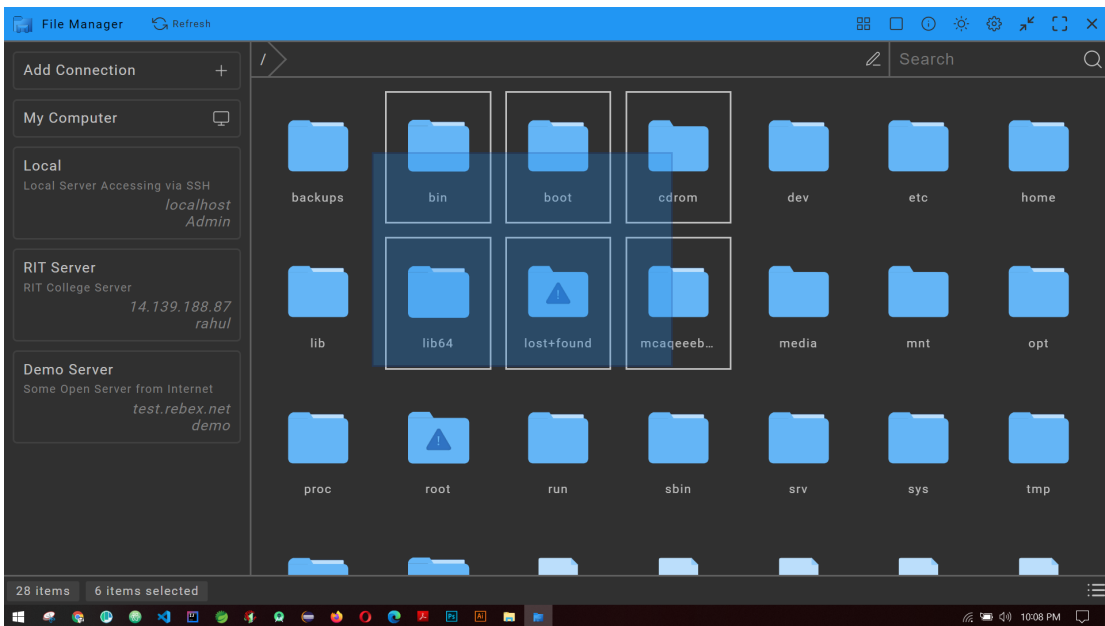 File Manager Refresh
Add Connection +
/ Search
My Computer
Local
Local Server Accessing via SSH
localhost
Admin
RIT Server
RIT College Server
14.139.188.87
rahul
Demo Server
Some Open Server from Internet
test.rebex.net
demo
backups bin boot cdrom dev etc home
lib lib64 lost+found mcaqeeeb... media mnt opt
proc root run sbin srv sys tmp
28 items 6 items selected
10:08 PM